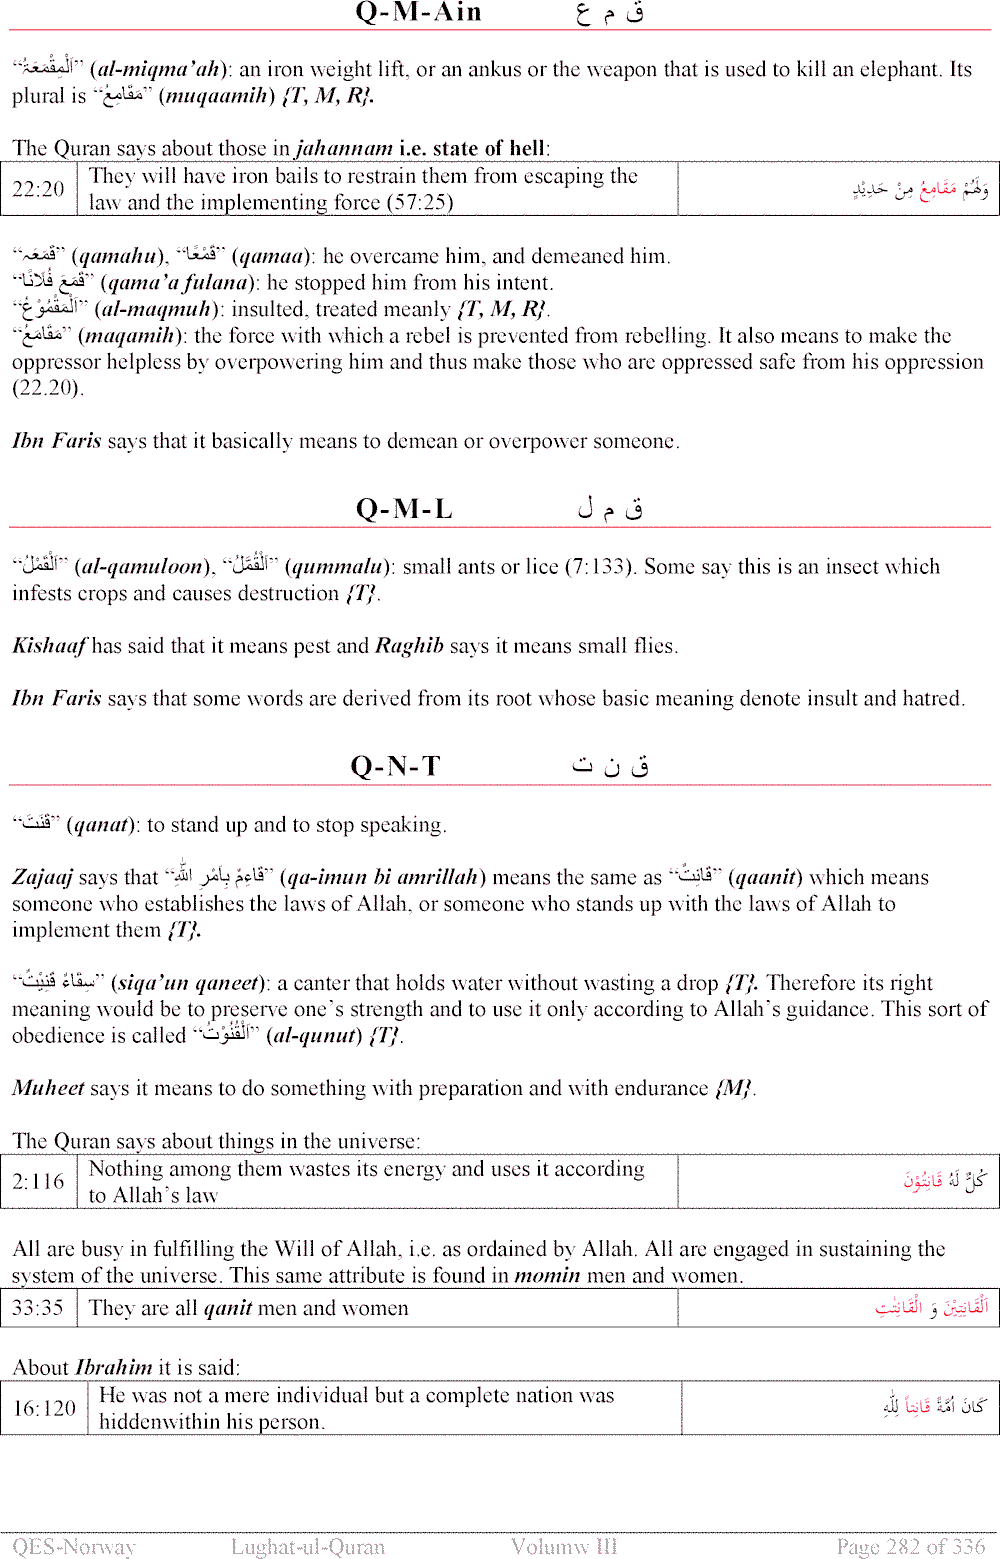 Q-M-Ain ق م ع
“اَلْمِقْمَعَۃُ” (al-miqma’ah): an iron weight lift, or an ankus or the weapon that is used to kill an elephant. Its
plural is “مَقَامِعُ” (muqaamih) {T, M, R}.
The Quran says about those in jahannam i.e. state of hell:
22:20 They will have iron bails to restrain them from escaping the
law and the implementing force (57:25)
وَلَهُمْ مَقَامِعُ مِنْ حَدِيْدٍ
“قَمَعَہ” (qamahu), “قَمْعًا” (qamaa): he overcame him, and demeaned him.
“قَمَعَ فُلَانًا” (qama’a fulana): he stopped him from his intent.
“اَلْمَقْمُوْعُ” (al-maqmuh): insulted, treated meanly {T, M, R}.
“مَقَامَعُ” (maqamih): the force with which a rebel is prevented from rebelling. It also means to make the
oppressor helpless by overpowering him and thus make those who are oppressed safe from his oppression
(22.20).
Ibn Faris says that it basically means to demean or overpower someone.
Q-M-L ق م ل
“اَلْقَمْلُ” (al-qamuloon), “اَلْقُمَّلُ” (qummalu): small ants or lice (7:133). Some say this is an insect which
infests crops and causes destruction {T}.
Kishaaf has said that it means pest and Raghib says it means small flies.
Ibn Faris says that some words are derived from its root whose basic meaning denote insult and hatred.
Q-N-T ق ن ت
“قَنَتَ” (qanat): to stand up and to stop speaking.
Zajaaj says that “قَاءِمٌ بِاَمْرِ اللّٰہِ” (qa-imun bi amrillah) means the same as “قَانِتٌ” (qaanit) which means
someone who establishes the laws of Allah, or someone who stands up with the laws of Allah to
implement them {T}.
“سِقَاءٌ قَنِيْتٌ” (siqa’un qaneet): a canter that holds water without wasting a drop {T}. Therefore its right
meaning would be to preserve one’s strength and to use it only according to Allah’s guidance. This sort of
obedience is called “اَلْقُنُوْتُ” (al-qunut) {T}.
Muheet says it means to do something with preparation and with endurance {M}.
The Quran says about things in the universe:
2:116 Nothing among them wastes its energy and uses it according
to Allah’s law
كُلٌّ لَهُ قَانِتُوْنَ
All are busy in fulfilling the Will of Allah, i.e. as ordained by Allah. All are engaged in sustaining the
system of the universe. This same attribute is found in momin men and women.
33:35 They are all qanit men and women اَلْقَانِتِيْنَ وَ الْقَانِتٰتِ
About Ibrahim it is said:
16:120 He was not a mere individual but a complete nation was
hiddenwithin his person.
كَانَ اُمَّةً قَانِتاً لِلّٰهِ
QES-Norway Lughat-ul-Quran Volumw III Page 282 of 336